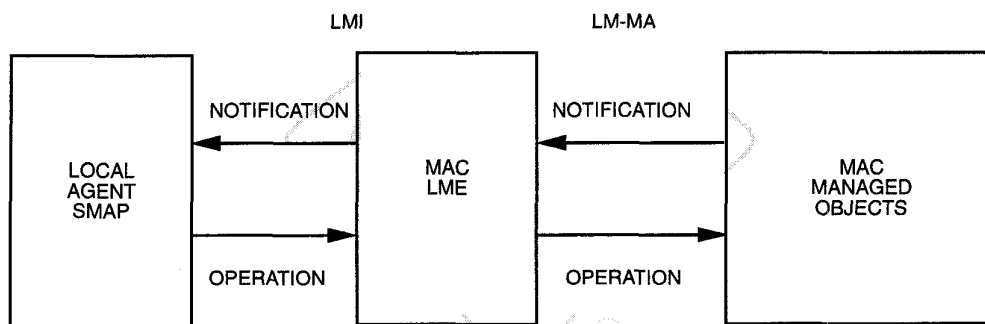 LMI
LM-MA
NOTIFICATION
NOTIFICATION
LOCAL
AGENT
SMAP
MAC
LME
MAC
MANAGED
OBJECTS
OPERATION
OPERATION